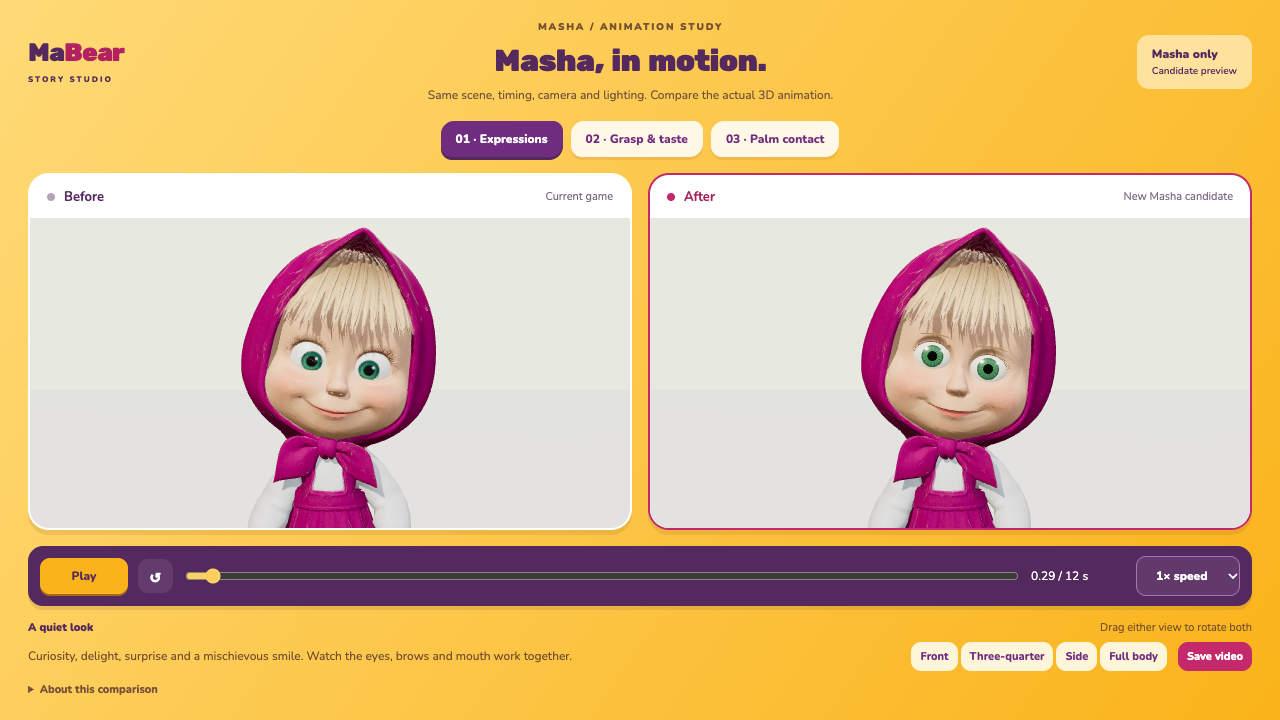 MaBear
STORY STUDIO
MASHA / ANIMATION STUDY
Masha, in motion.
Same scene, timing, camera and lighting. Compare the actual 3D animation.
Masha only
Candidate preview
01 · Expressions
02 · Grasp & taste
03 · Palm contact
Before
Current game
After
New Masha candidate
Play
↺
0.29 / 12 s
1× speed
A quiet look
Drag either view to rotate both
Curiosity, delight, surprise and a mischievous smile. Watch the eyes, brows and mouth work together.
Front
Three-quarter
Side
Full body
Save video
About this comparison